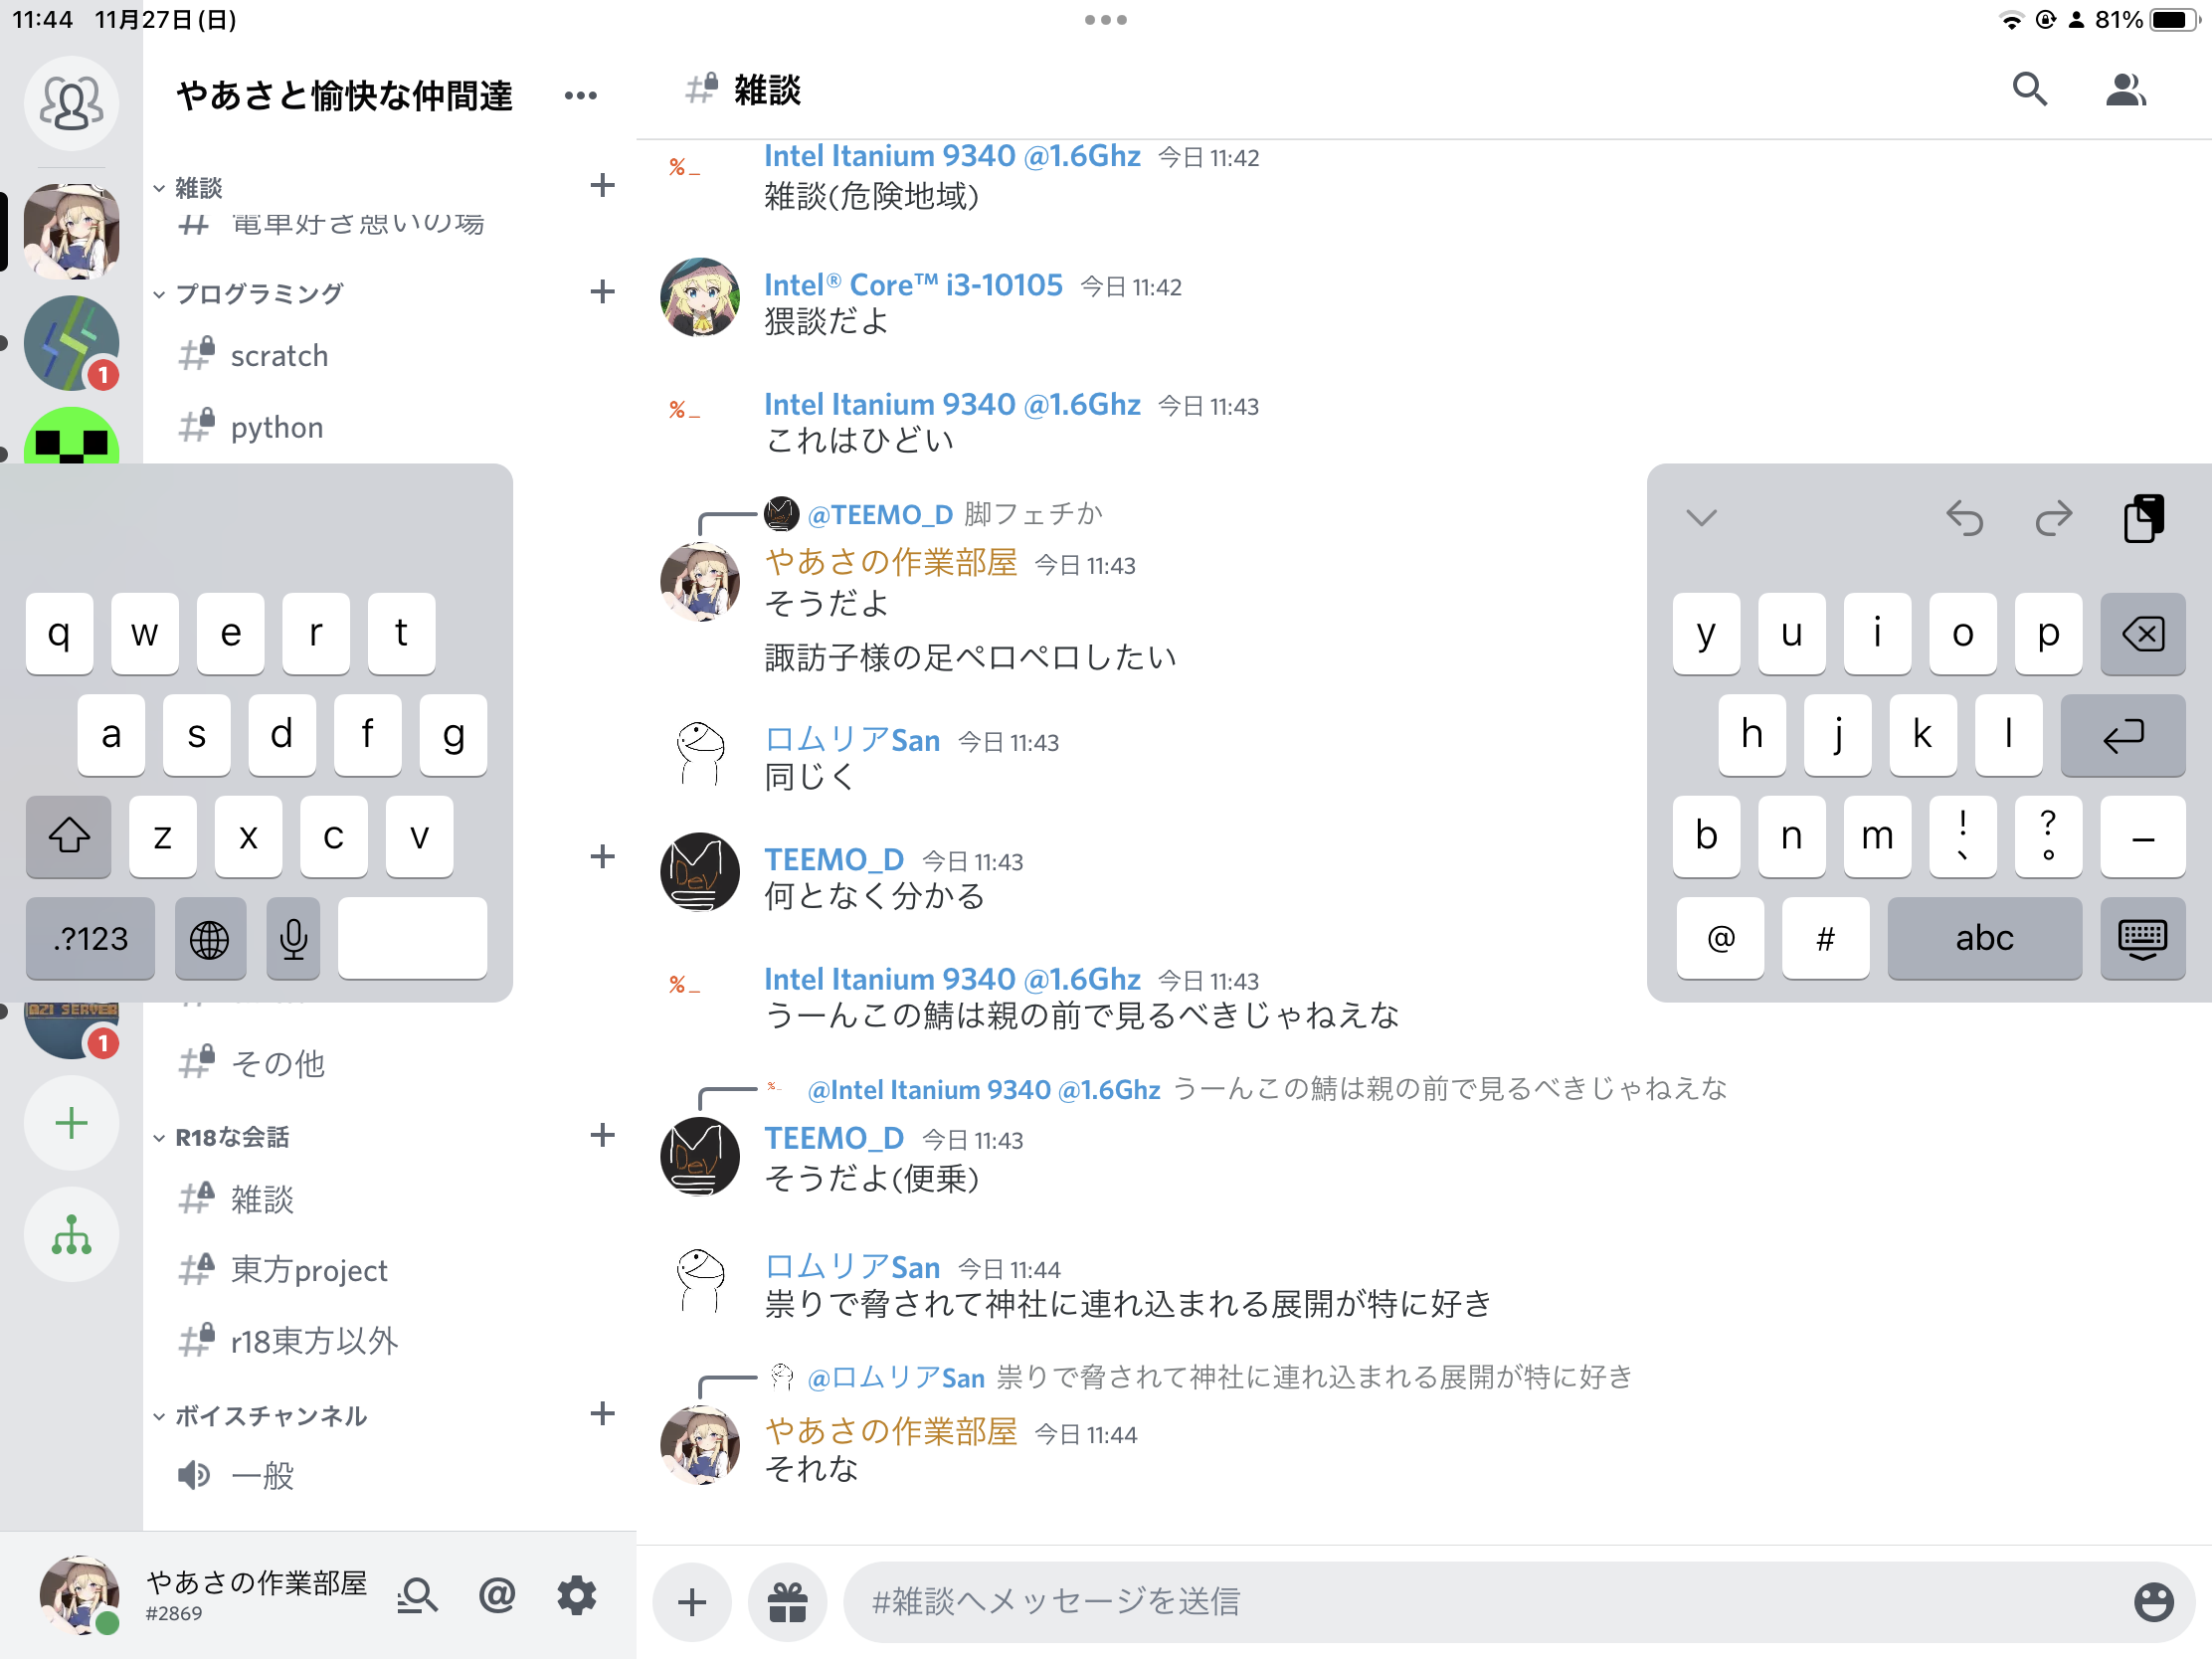 11:44 11月27日(日)
81%
やあさと愉快な仲間達
雑談
電車好き憩いの場
プログラミング
scratch
python
1
1
その他
R18な会話
雑談
東方project
r18東方以外
ボイスチャンネル
一般
やあさの作業部屋
#2869
雑談
%_ Intel Itanium 9340 @1.6Ghz 今日 11:42
雑談(危険地域)
Intel® Core™ i3-10105 今日 11:42
猥談だよ
%_ Intel Itanium 9340 @1.6Ghz 今日 11:43
これはひどい
@TEEMO_D 脚フェチか
やあさの作業部屋 今日 11:43
そうだよ
諏訪子様の足ペロペロしたい
ロムリアSan 今日 11:43
同じく
Dev
TEEMO_D 今日 11:43
何となく分かる
%_ Intel Itanium 9340 @1.6Ghz 今日 11:43
うーんこの鯖は親の前で見るべきじゃねえな
%_ @Intel Itanium 9340 @1.6Ghz うーんこの鯖は親の前で見るべきじゃねえな
Dev
TEEMO_D 今日 11:43
そうだよ(便乗)
ロムリアSan 今日 11:44
祟りで脅されて神社に連れ込まれる展開が特に好き
@ロムリアSan 祟りで脅されて神社に連れ込まれる展開が特に好き
やあさの作業部屋 今日 11:44
それな
#雑談へメッセージを送信
q w e r t
a s d f g
z x c v
.?123
y u i o p
h j k l
b n m ! 、 ? 。 ー
@ # abc